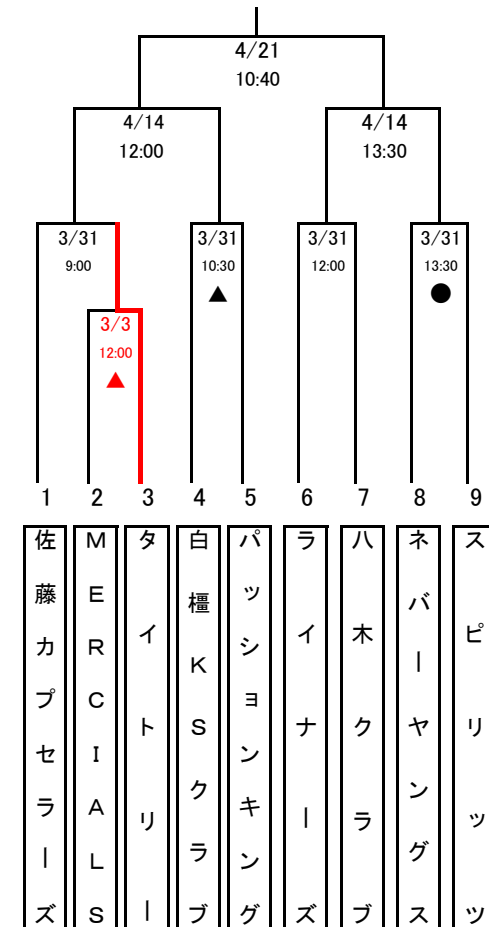 4/21
10:40
4/14
12:00
4/14
13:30
3/31
9:00
3/31
10:30
▲
3/31
12:00
3/31
13:30
●
3/3
12:00
▲
1 2 3 4 5 6 7 8 9
佐藤カプセラーズ
MERCIALS
タイトリー
白橿KSクラブ
パッションキング
ライナーズ
八木クラブ
ネバーヤングス
スピリッツ